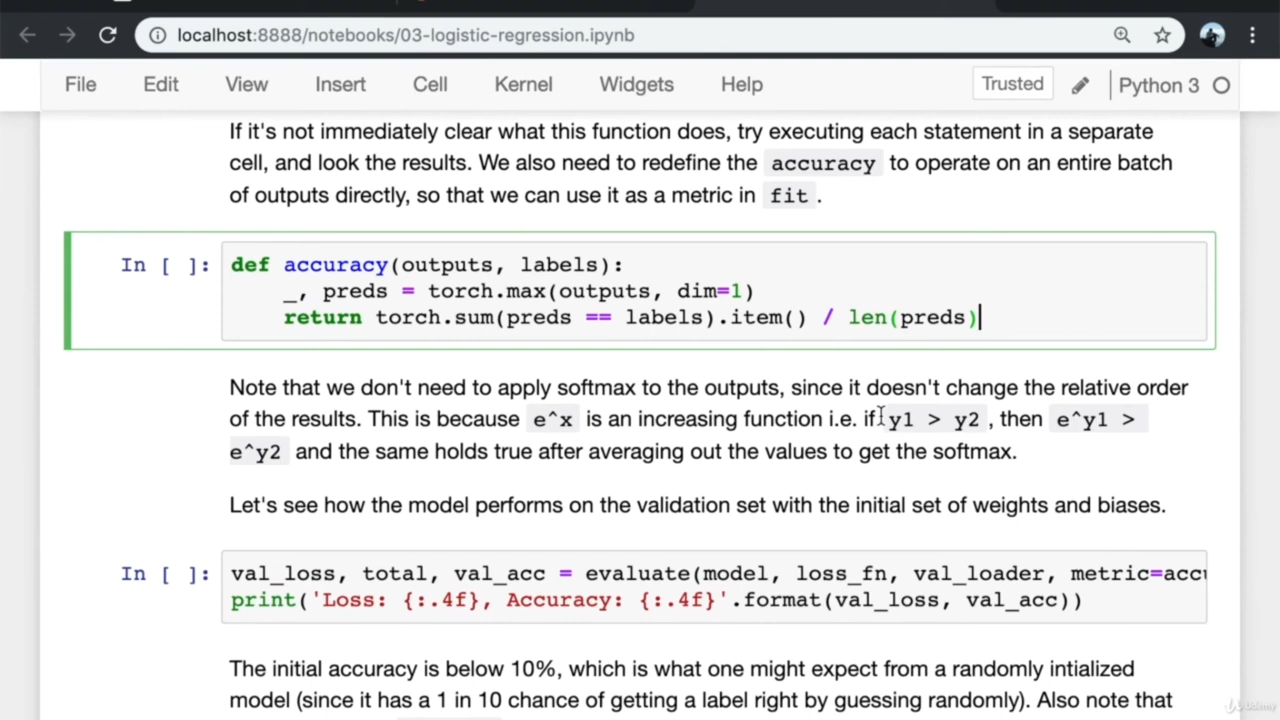 localhost:8888/notebooks/03-logistic-regression.ipynb
File Edit View Insert Cell Kernel Widgets Help Trusted Python 3
If it's not immediately clear what this function does, try executing each statement in a separate
cell, and look the results. We also need to redefine the accuracy to operate on an entire batch
of outputs directly, so that we can use it as a metric in fit .
In [ ]: def accuracy(outputs, labels):
_, preds = torch.max(outputs, dim=1)
return torch.sum(preds == labels).item() / len(preds)
Note that we don't need to apply softmax to the outputs, since it doesn't change the relative order
of the results. This is because e^x is an increasing function i.e. if y1 > y2 , then e^y1 >
e^y2 and the same holds true after averaging out the values to get the softmax.
Let's see how the model performs on the validation set with the initial set of weights and biases.
In [ ]: val_loss, total, val_acc = evaluate(model, loss_fn, val_loader, metric=acc
print('Loss: {:.4f}, Accuracy: {:.4f}'.format(val_loss, val_acc))
The initial accuracy is below 10%, which is what one might expect from a randomly intialized
model (since it has a 1 in 10 chance of getting a label right by guessing randomly). Also note that
Udemy